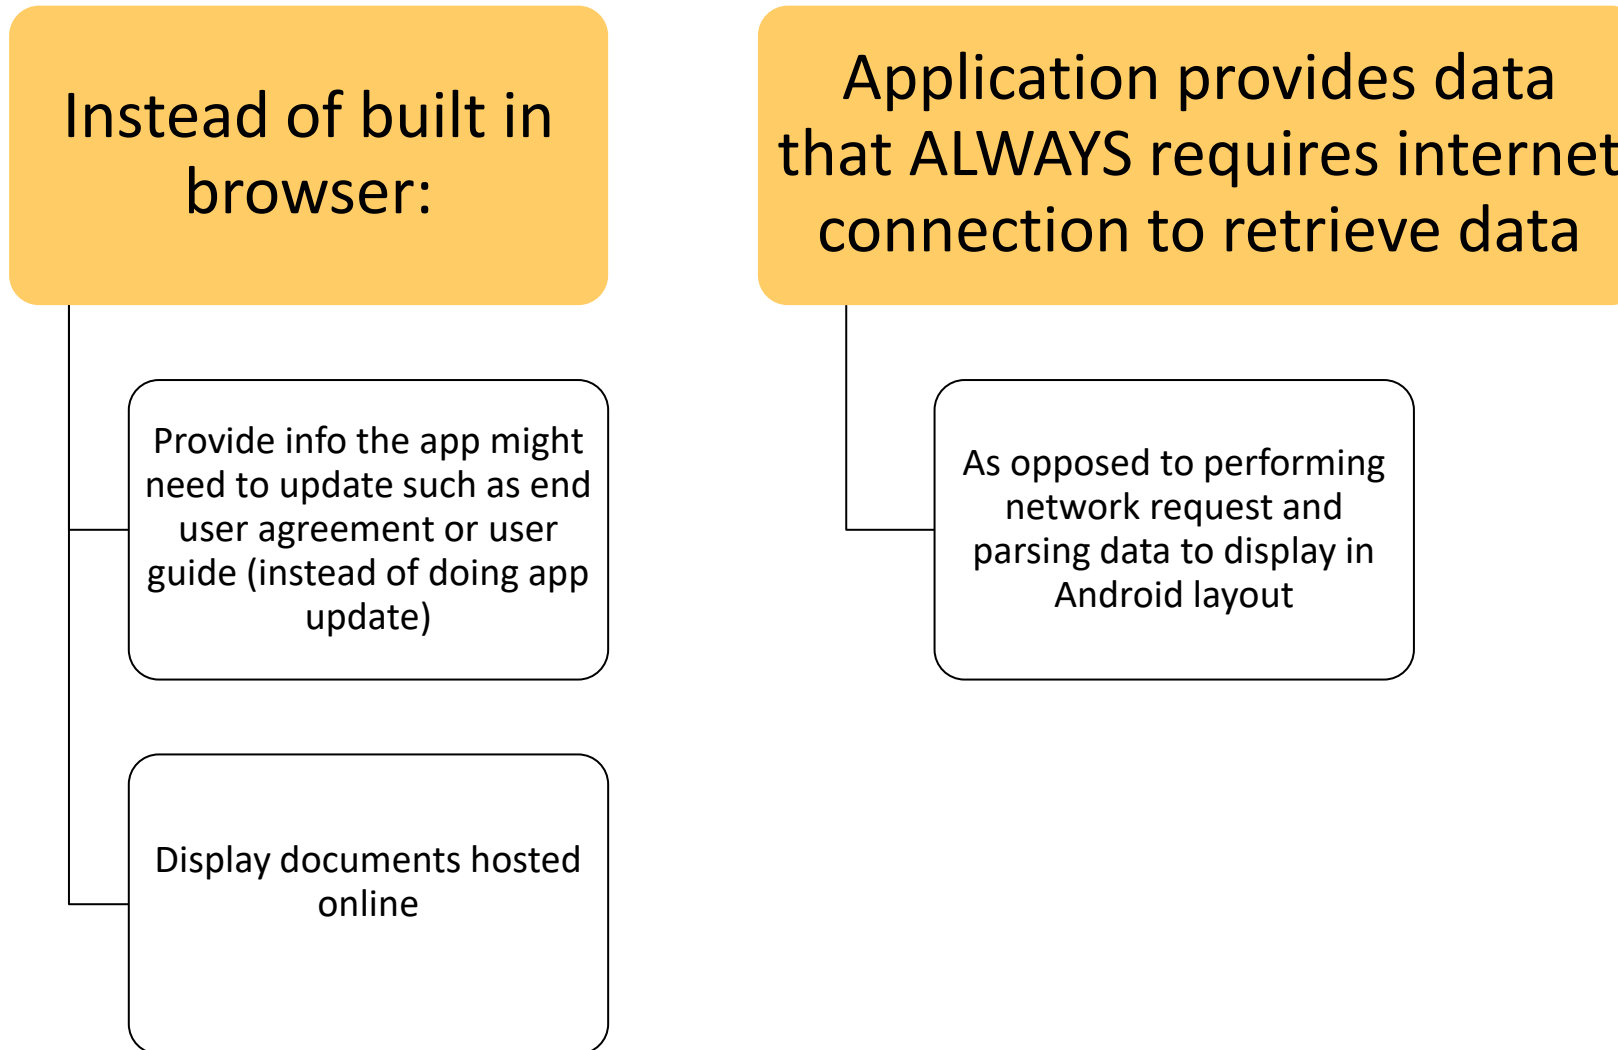 Instead of built in
browser:
Provide info the app might
need to update such as end
user agreement or user
guide (instead of doing app
update)
Display documents hosted
online
Application provides data
that ALWAYS requires internet
connection to retrieve data
As opposed to performing
network request and
parsing data to display in
Android layout